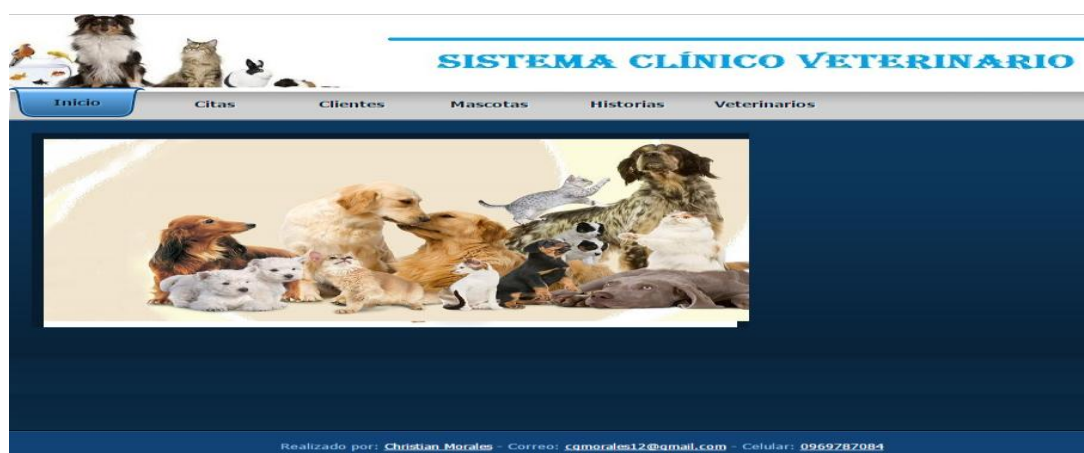 SISTEMA CLÍNICO VETERINARIO
Inicio Citas Clientes Mascotas Historias Veterinarios
Realizado por: Christian Morales - Correo: cgmorales12@gmail.com - Celular: 0969787084